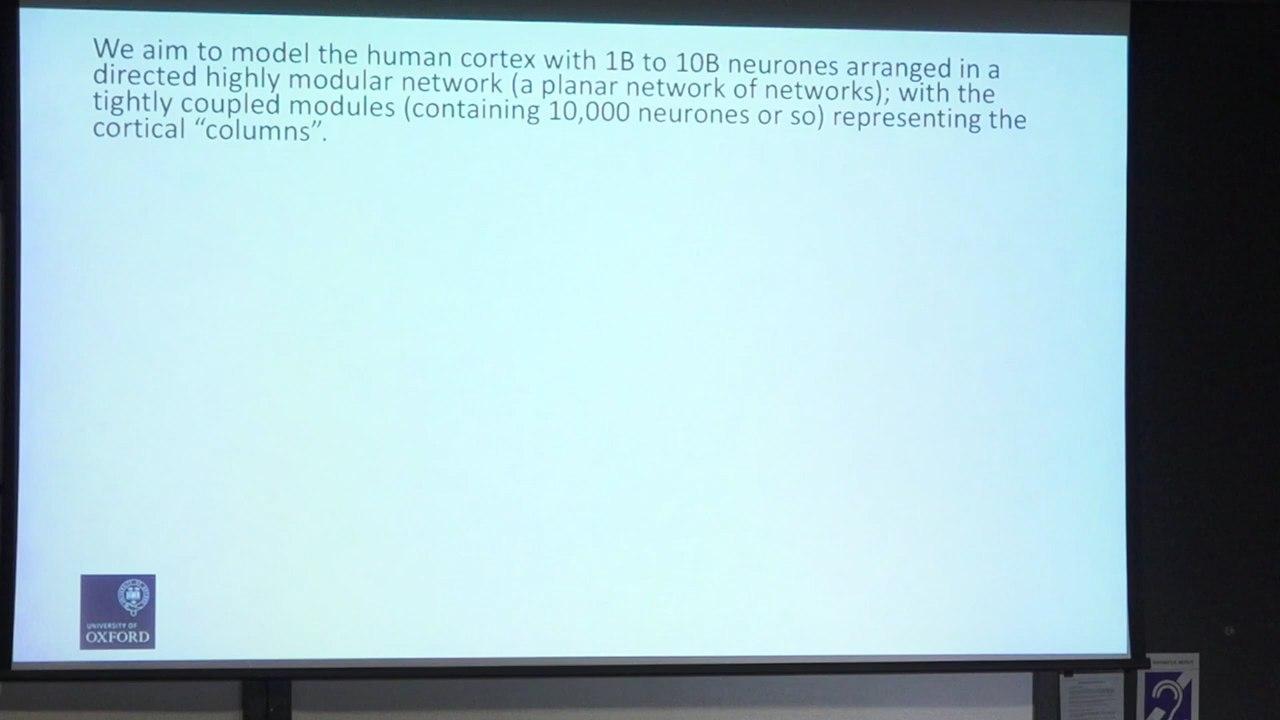 We aim to model the human cortex with 1B to 10B neurones arranged in a
directed highly modular network (a planar network of networks); with the
tightly coupled modules (containing 10,000 neurones or so) representing the
cortical “columns”.
UNIVERSITY OF
OXFORD